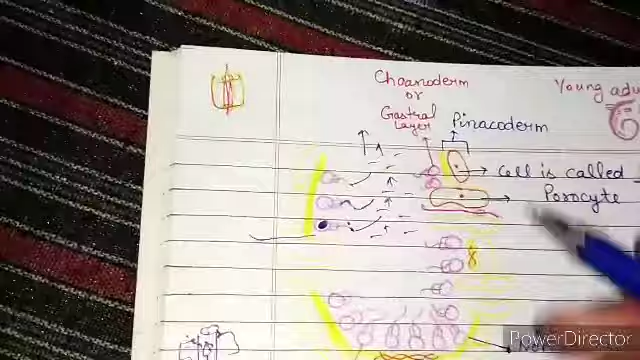 Choanoderm
or
Gastral
Layer
Pinacoderm
Young adu
Cell is called
Porocyte
PowerDirector